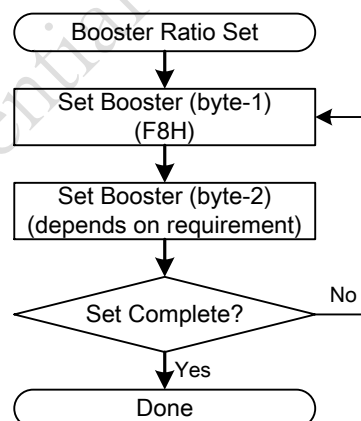 Booster Ratio Set
Set Booster (byte-1)
(F8H)
Set Booster (byte-2)
(depends on requirement)
Set Complete?
No
Yes
Done